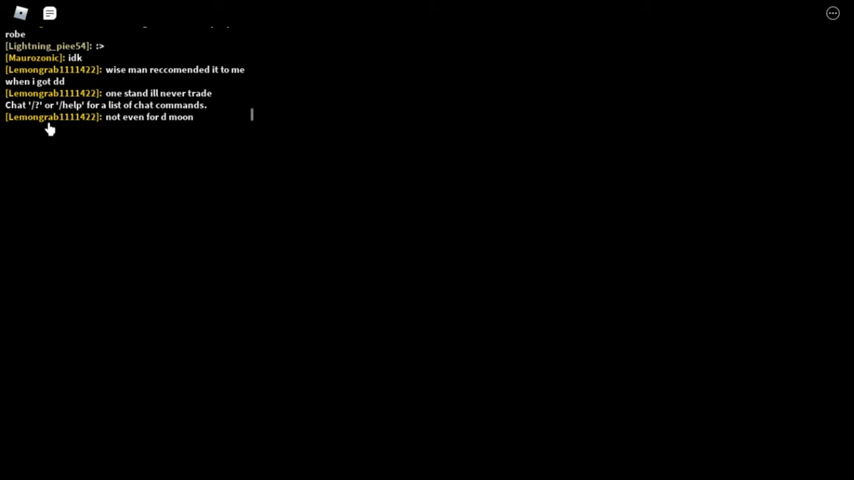 robe
[Lightning_piee54]: :>
[Maurozonic]: idk
[Lemongrab1111422]: wise man reccomended it to me
when i got dd
[Lemongrab1111422]: one stand ill never trade
Chat '/?' or '/help' for a list of chat commands.
[Lemongrab1111422]: not even for d moon